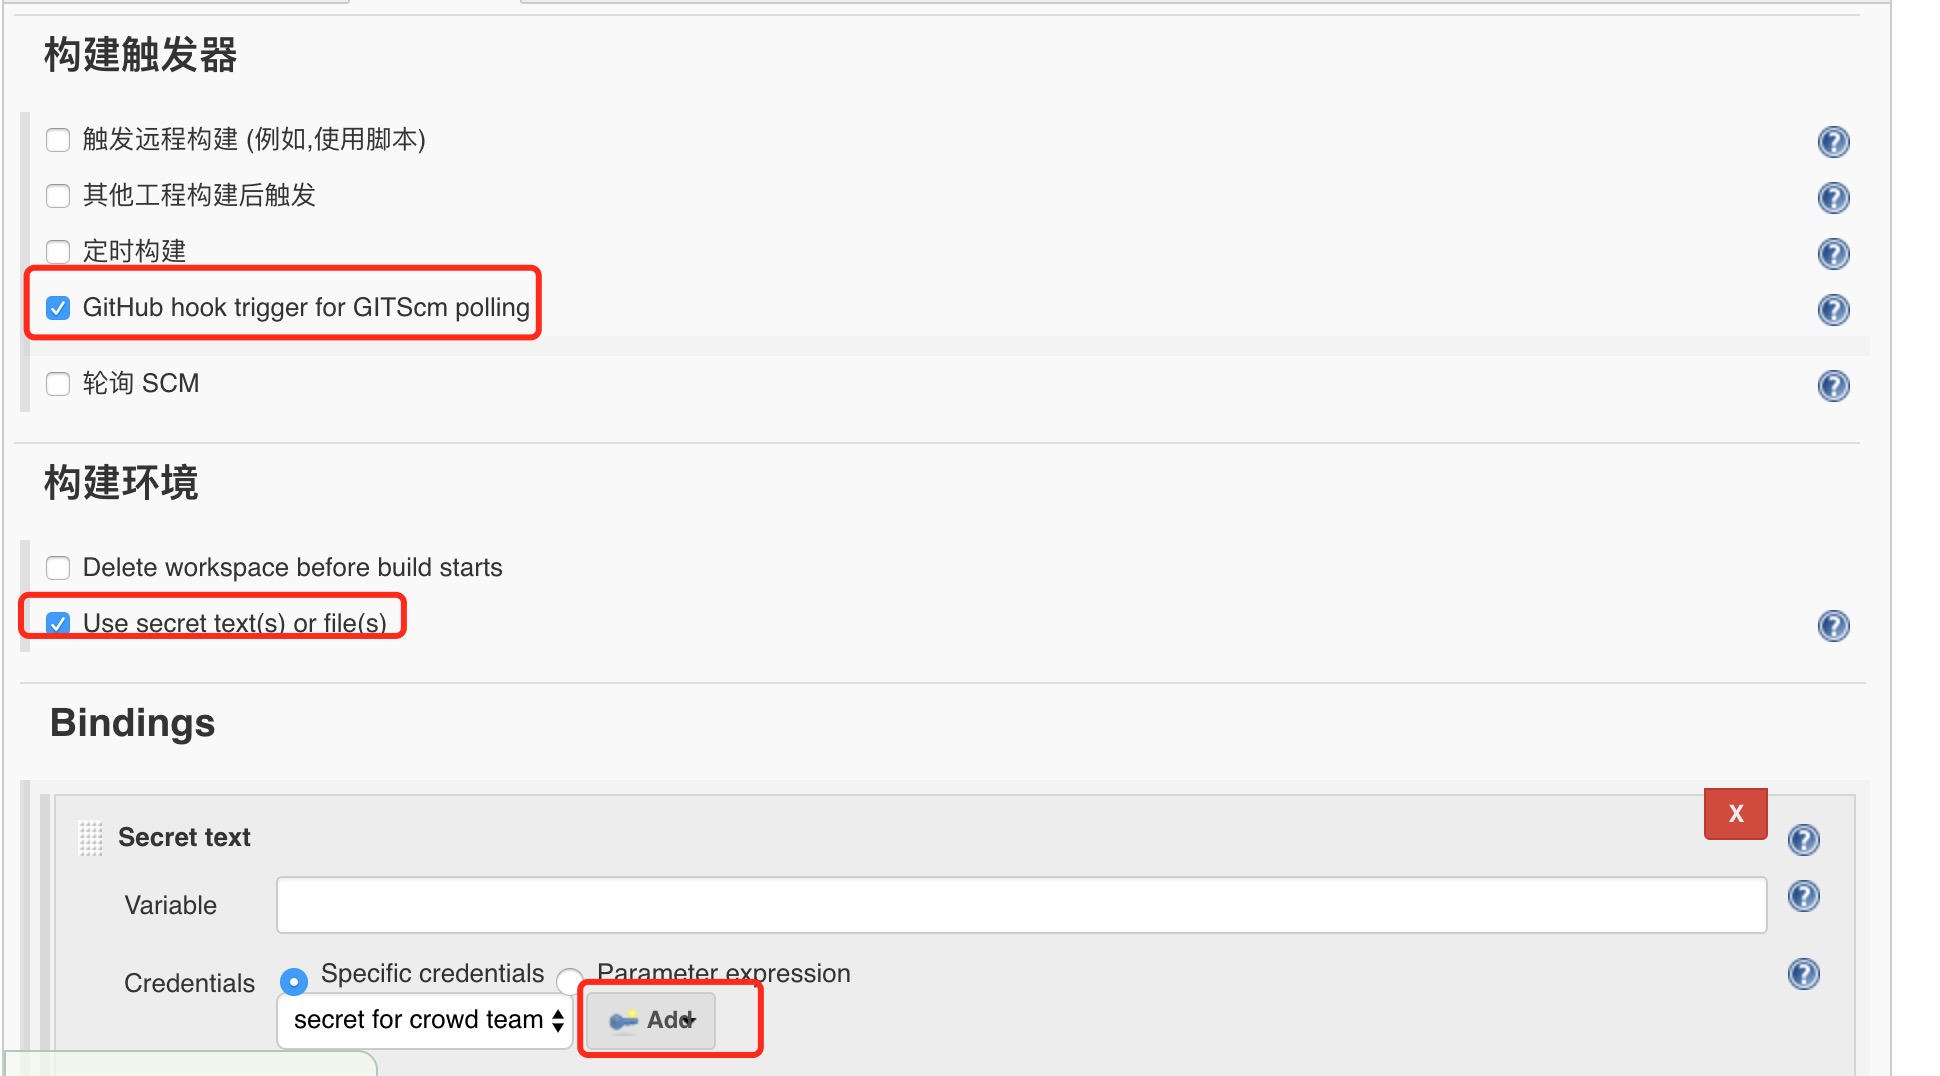 构建触发器
触发远程构建 (例如,使用脚本)
其他工程构建后触发
定时构建
GitHub hook trigger for GITScm polling
轮询 SCM
构建环境
Delete workspace before build starts
Use secret text(s) or file(s)
Bindings
X
Secret text
Variable
Credentials
Specific credentials
Parameter expression
secret for crowd team
Add